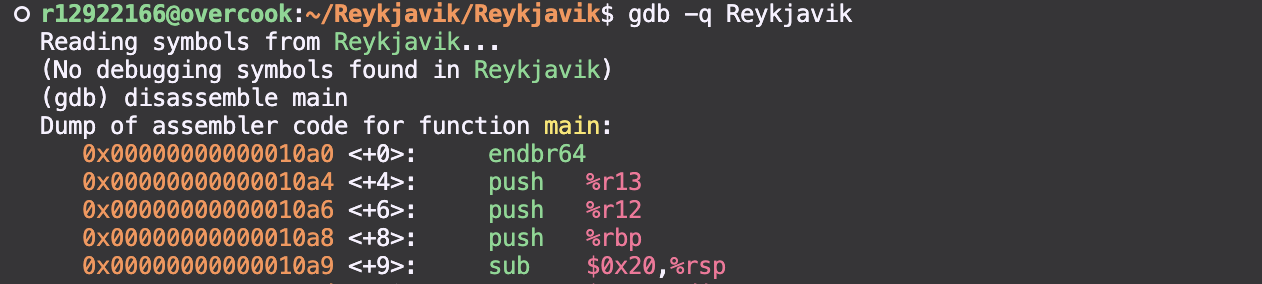 r12922166@overcook:~/Reykjavik/Reykjavik$ gdb -q Reykjavik
Reading symbols from Reykjavik...
(No debugging symbols found in Reykjavik)
(gdb) disassemble main
Dump of assembler code for function main:
   0x00000000000010a0 <+0>:     endbr64
   0x00000000000010a4 <+4>:     push   %r13
   0x00000000000010a6 <+6>:     push   %r12
   0x00000000000010a8 <+8>:     push   %rbp
   0x00000000000010a9 <+9>:     sub    $0x20,%rsp